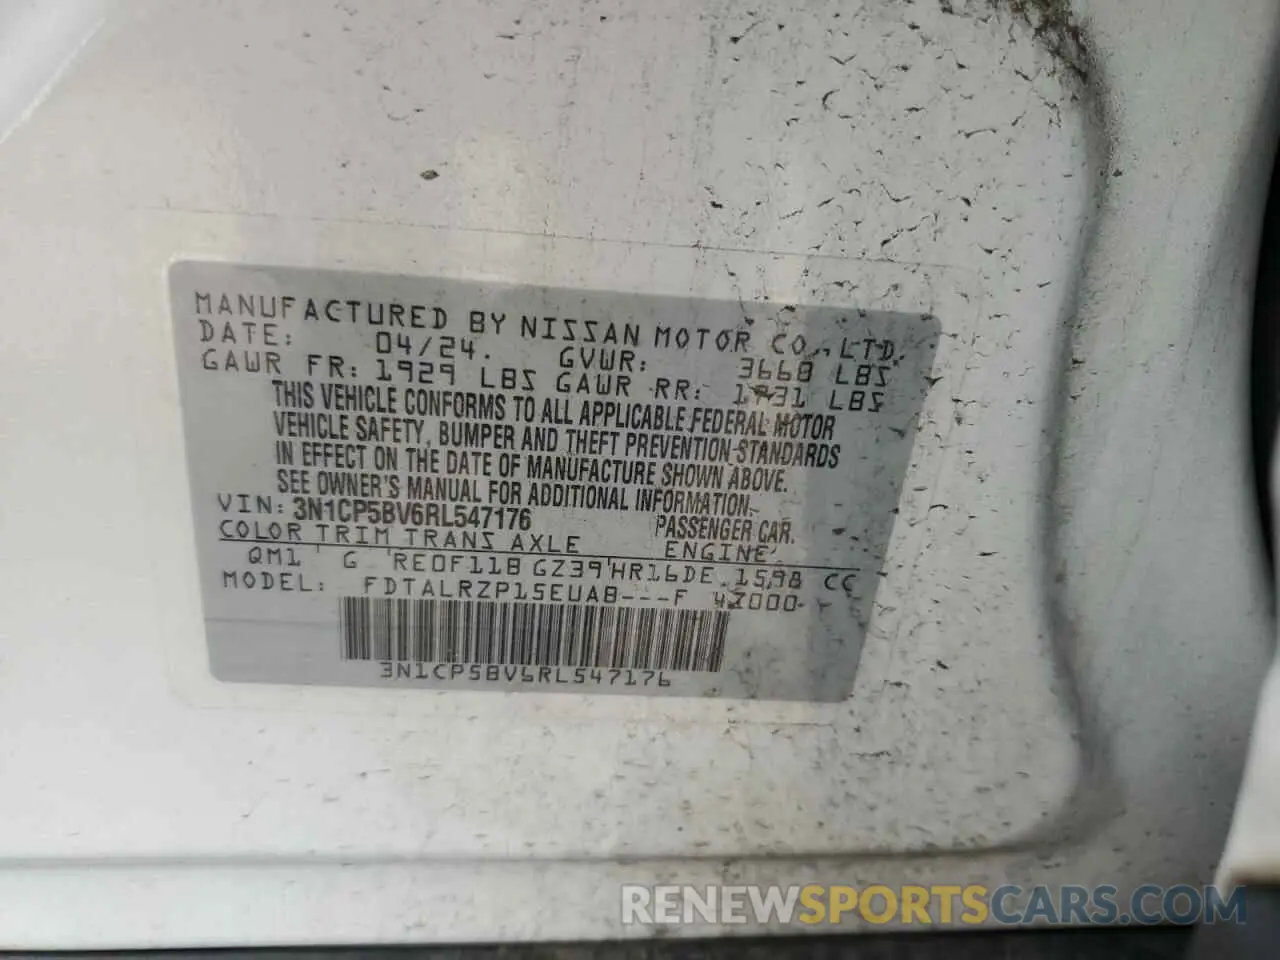 MANUFACTURED BY NISSAN MOTOR CO., LTD.
DATE: 04/24. GVWR: 3668 LBS
GAWR FR: 1929 LBS GAWR RR: 1731 LBS
THIS VEHICLE CONFORMS TO ALL APPLICABLE FEDERAL MOTOR
VEHICLE SAFETY, BUMPER AND THEFT PREVENTION STANDARDS
IN EFFECT ON THE DATE OF MANUFACTURE SHOWN ABOVE.
SEE OWNER'S MANUAL FOR ADDITIONAL INFORMATION.
VIN: 3N1CP5BV6RL547176 PASSENGER CAR.
COLOR TRIM TRANS AXLE ENGINE
QM1 G RE0F11B GZ39 HR16DE 1598 CC
MODEL: FDTALRZP15EUAB---F
3N1CP5BV6RL547176
RENEWSPORTSCARS.COM